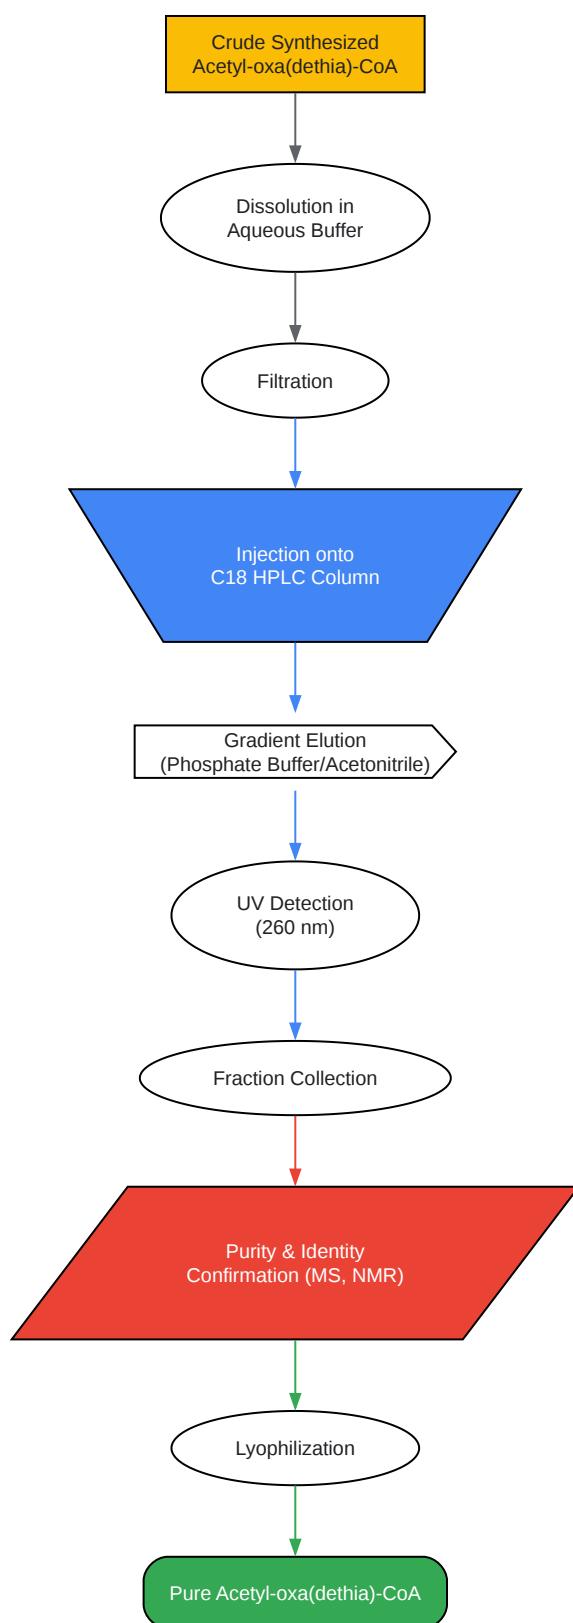 Crude Synthesized
Acetyl-oxa(dethia)-CoA
Dissolution in
Aqueous Buffer
Filtration
Injection onto
C18 HPLC Column
Gradient Elution
(Phosphate Buffer/Acetonitrile)
UV Detection
(260 nm)
Fraction Collection
Purity & Identity
Confirmation (MS, NMR)
Lyophilization
Pure Acetyl-oxa(dethia)-CoA